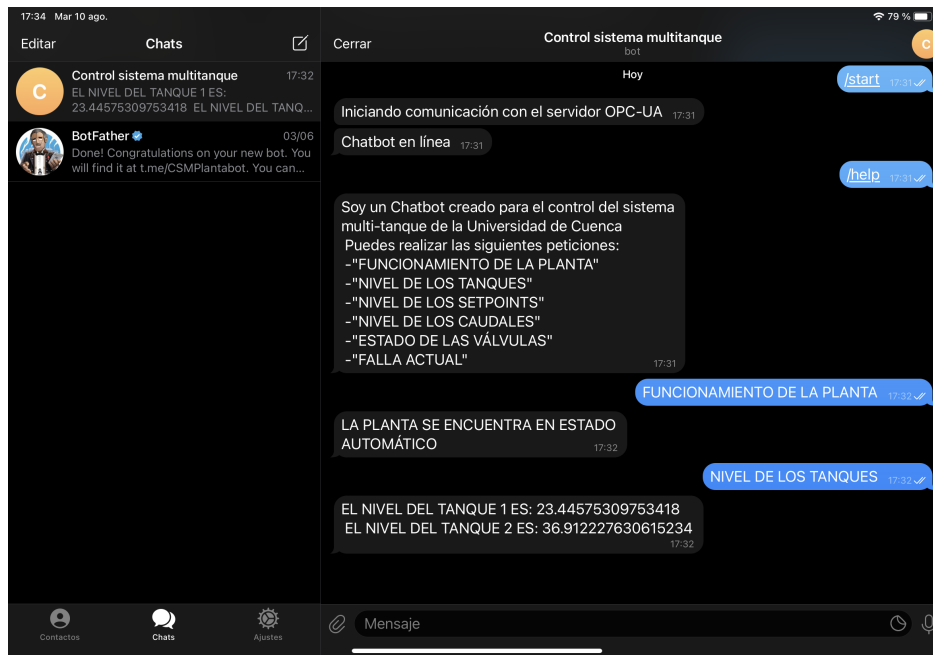 17:34 Mar 10 ago.
79 %
Editar
Chats
Control sistema multitanque
17:32
EL NIVEL DEL TANQUE 1 ES:
23.44575309753418 EL NIVEL DEL TANQ...
BotFather
03/06
Done! Congratulations on your new bot. You
will find it at t.me/CSMPlantabot. You can...
C
A
Contactos
Chats
Ajustes
Cerrar
Control sistema multitanque
bot
C
Hoy
/start 17:31
Iniciando comunicación con el servidor OPC-UA 17:31
Chatbot en línea 17:31
/help 17:31
Soy un Chatbot creado para el control del sistema
multi-tanque de la Universidad de Cuenca
Puedes realizar las siguientes peticiones:
-"FUNCIONAMIENTO DE LA PLANTA"
-"NIVEL DE LOS TANQUES"
-"NIVEL DE LOS SETPOINTS"
-"NIVEL DE LOS CAUDALES"
-"ESTADO DE LAS VÁLVULAS"
-"FALLA ACTUAL"
17:31
FUNCIONAMIENTO DE LA PLANTA 17:32
LA PLANTA SE ENCUENTRA EN ESTADO
AUTOMÁTICO 17:32
NIVEL DE LOS TANQUES 17:32
EL NIVEL DEL TANQUE 1 ES: 23.44575309753418
EL NIVEL DEL TANQUE 2 ES: 36.912227630615234
17:32
Mensaje